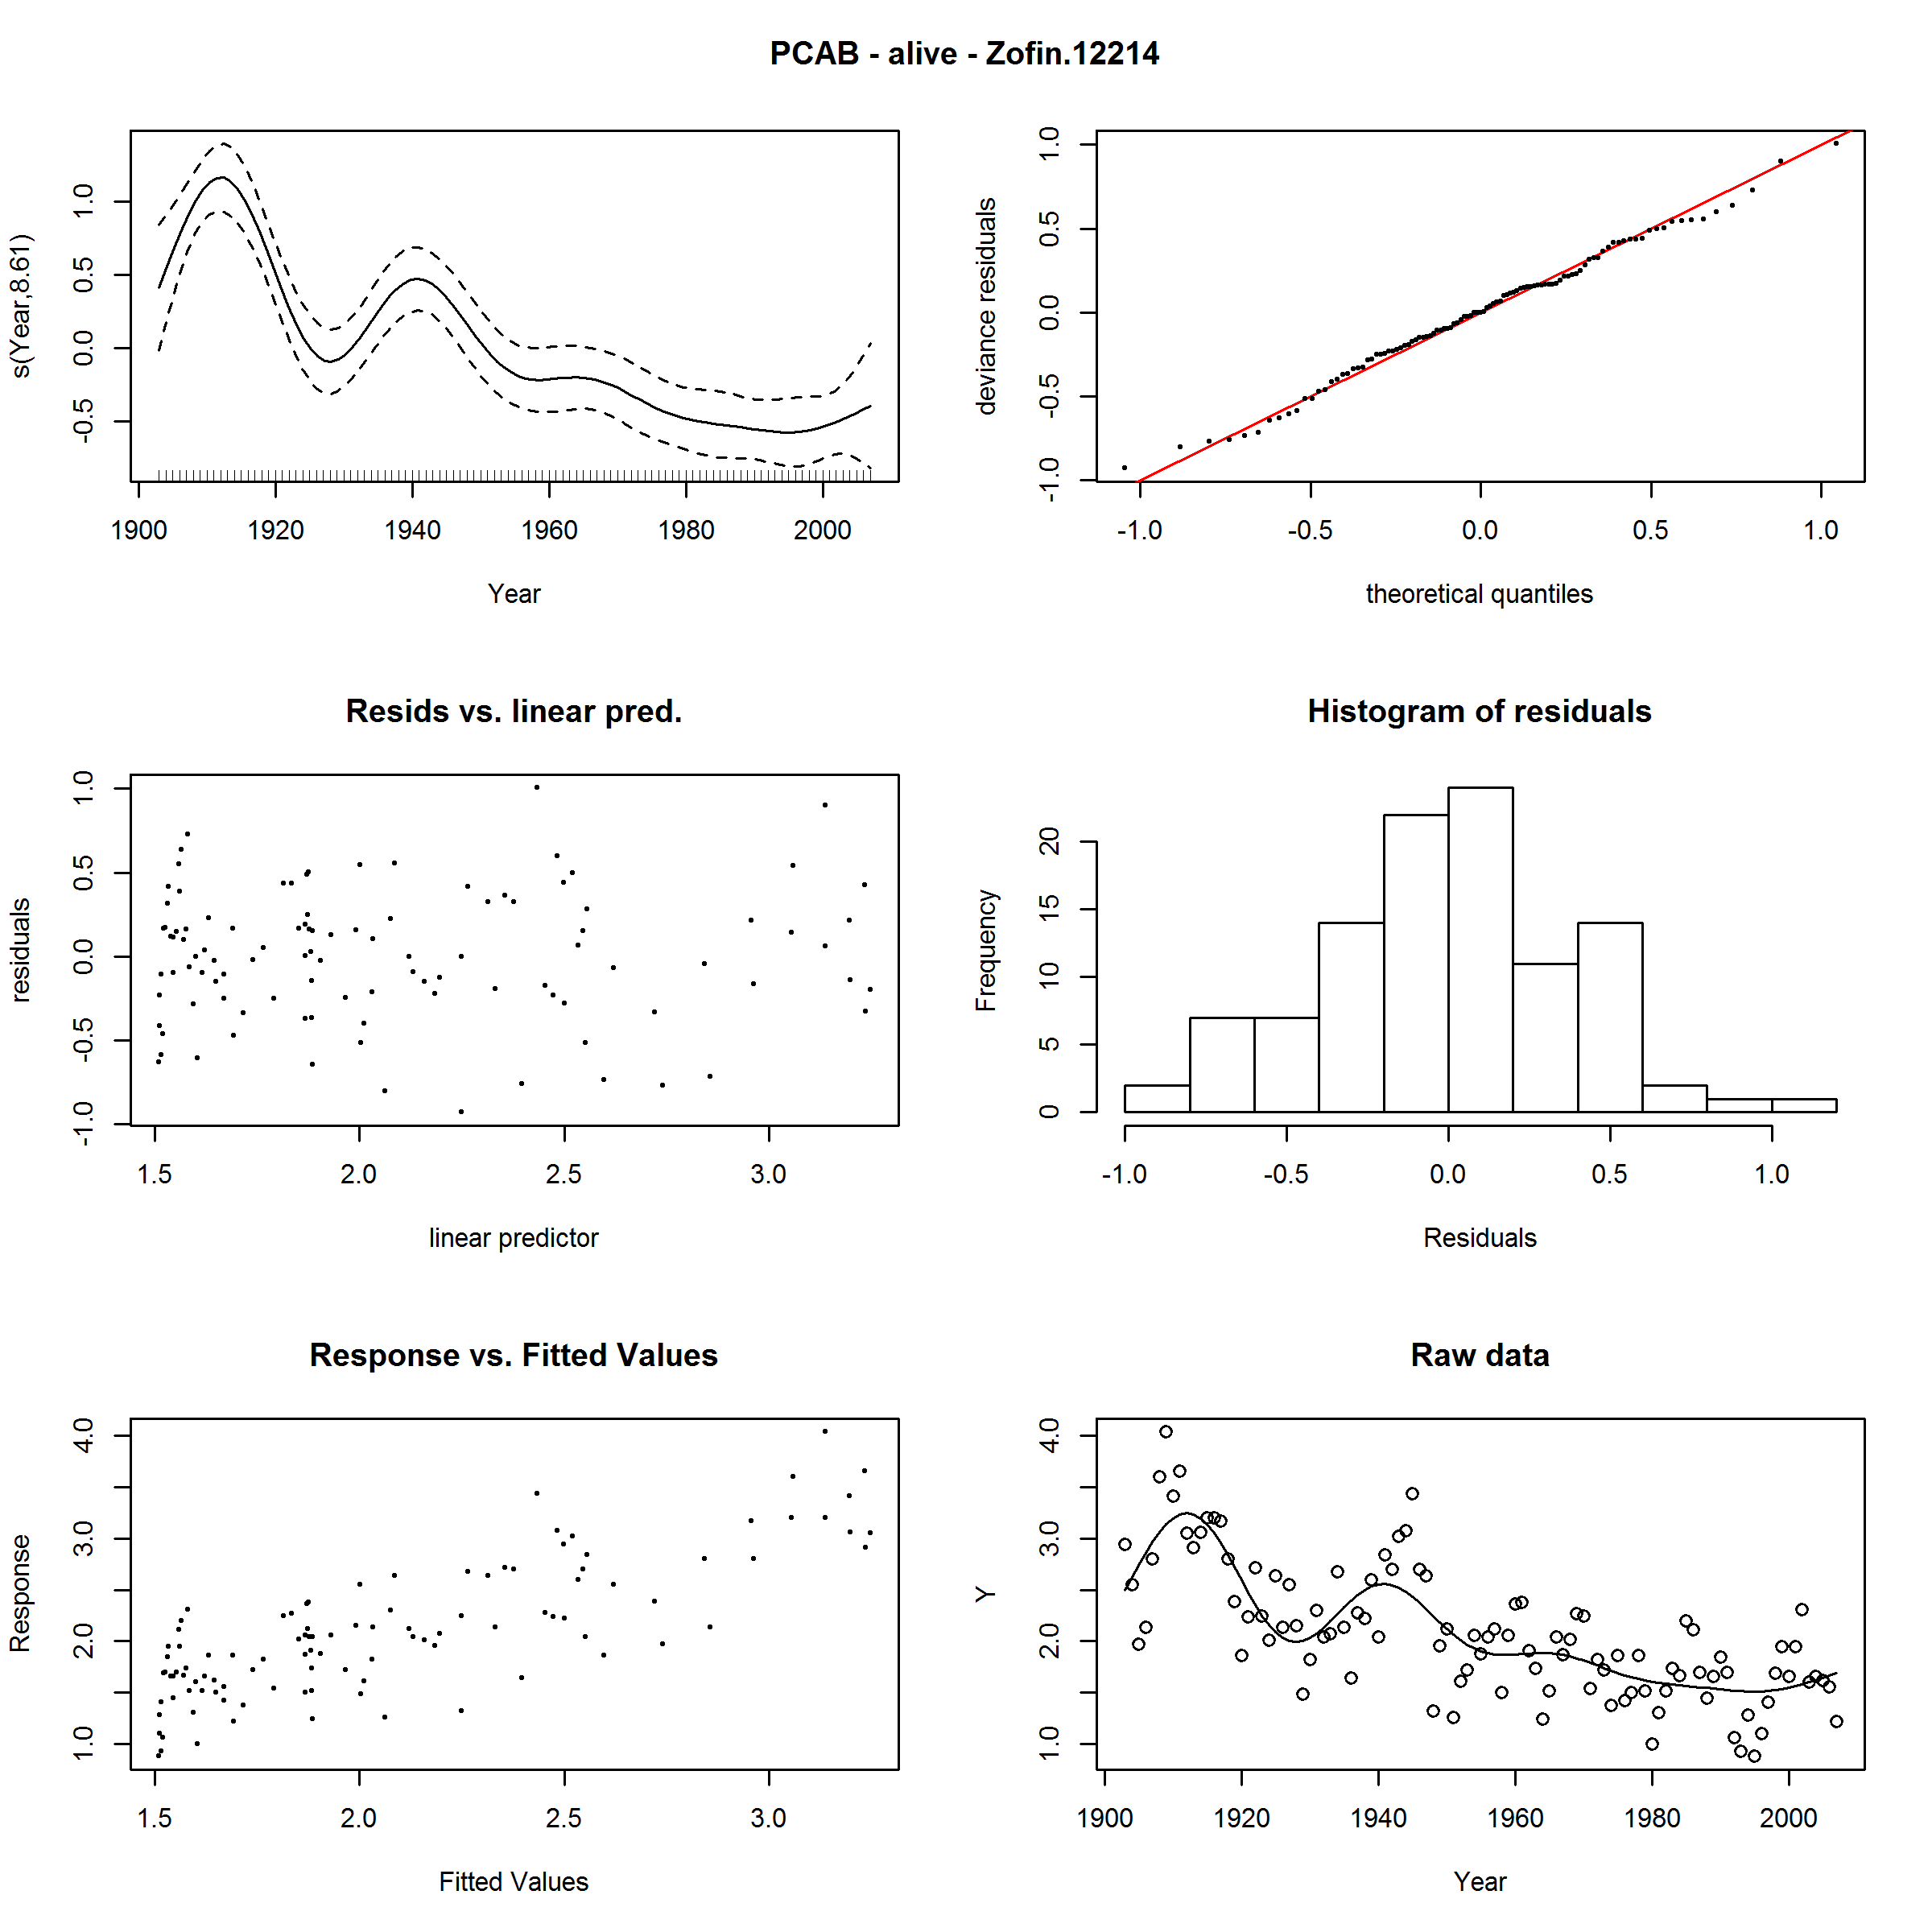 PCAB - alive - Zofin.12214
s(Year,8.61)
-0.5 0.0 0.5 1.0
1900 1920 1940 1960 1980 2000
Year
deviance residuals
-1.0 -0.5 0.0 0.5 1.0
-1.0 -0.5 0.0 0.5 1.0
theoretical quantiles
Resids vs. linear pred.
residuals
-1.0 -0.5 0.0 0.5 1.0
1.5 2.0 2.5 3.0
linear predictor
Histogram of residuals
Frequency
0 5 10 15 20
-1.0 -0.5 0.0 0.5 1.0
Residuals
Response vs. Fitted Values
Response
1.0 2.0 3.0 4.0
1.5 2.0 2.5 3.0
Fitted Values
Raw data
Y
1.0 2.0 3.0 4.0
1900 1920 1940 1960 1980 2000
Year